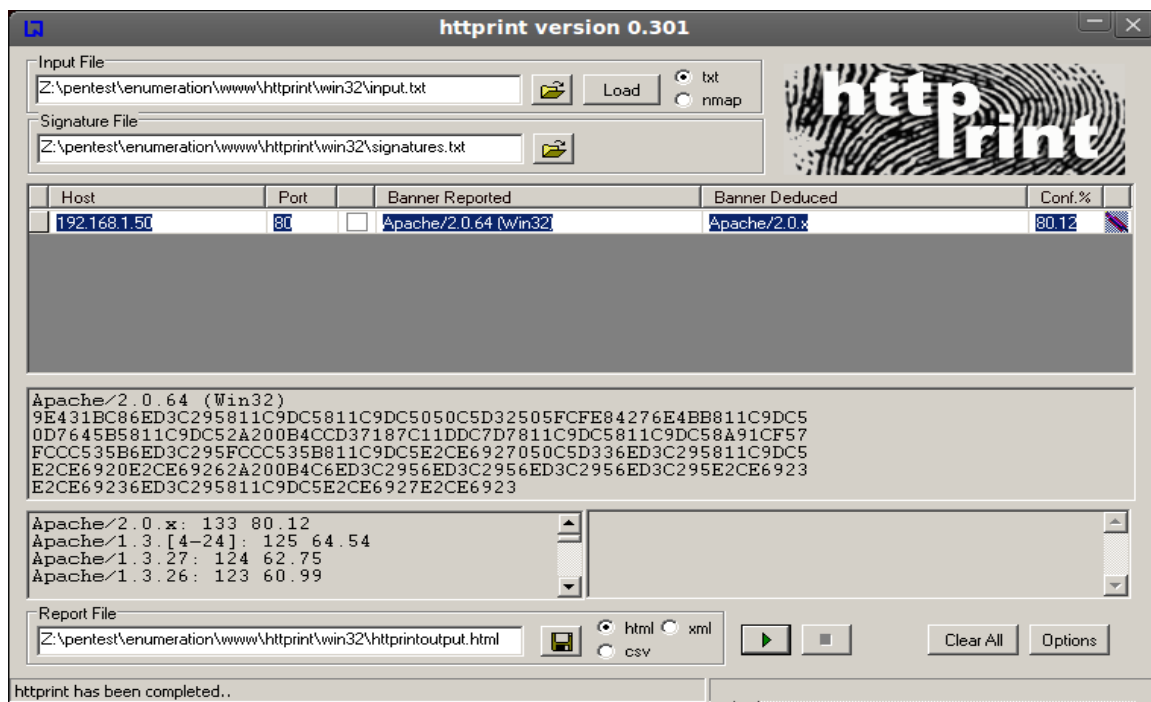 httprint version 0.301
Input File
Z:\pentest\enumeration\www\httprint\win32\input.txt
Load
txt
nmap
http
print
Signature File
Z:\pentest\enumeration\www\httprint\win32\signatures.txt
Host Port Banner Reported Banner Deduced Conf.%
192.168.1.50 80 Apache/2.0.64 (Win32) Apache/2.0.x 80.12
Apache/2.0.64 (Win32)
9E431BC86ED3C295811C9DC5811C9DC5050C5D32505FCFE84276E4BB811C9DC5
0D7645B5811C9DC52A200B4CCD37187C11DDC7D7811C9DC5811C9DC58A91CF57
FCCC535B6ED3C295FCCC535B811C9DC5E2CE6927050C5D336ED3C295811C9DC5
E2CE6920E2CE69262A200B4C6ED3C2956ED3C2956ED3C2956ED3C295E2CE6923
E2CE69236ED3C295811C9DC5E2CE6927E2CE6923
Apache/2.0.x: 133 80.12
Apache/1.3.[4-24]: 125 64.54
Apache/1.3.27: 124 62.75
Apache/1.3.26: 123 60.99
Report File
Z:\pentest\enumeration\www\httprint\win32\httprintoutput.html
html xml
csv
Clear All Options
httprint has been completed..